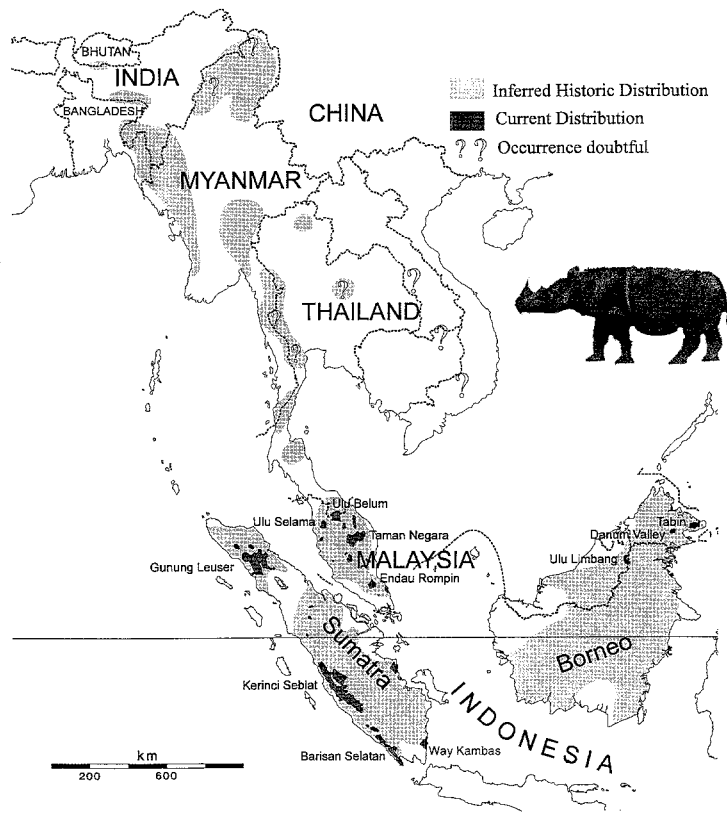 BHUTAN
INDIA
BANGLADESH
CHINA
MYANMAR
THAILAND
Inferred Historic Distribution
Current Distribution
? ? Occurrence doubtful
?
?
?
?
?
?
?
?
Ulu Belum
Ulu Selama
Taman Negara
MALAYSIA
Gunung Leuser
Endau Rompin
Tabin
Danum Valley
Ulu Limbang
Sumatra
Borneo
Kerinci Seblat
INDONESIA
Way Kambas
Barisan Selatan
km
200 600